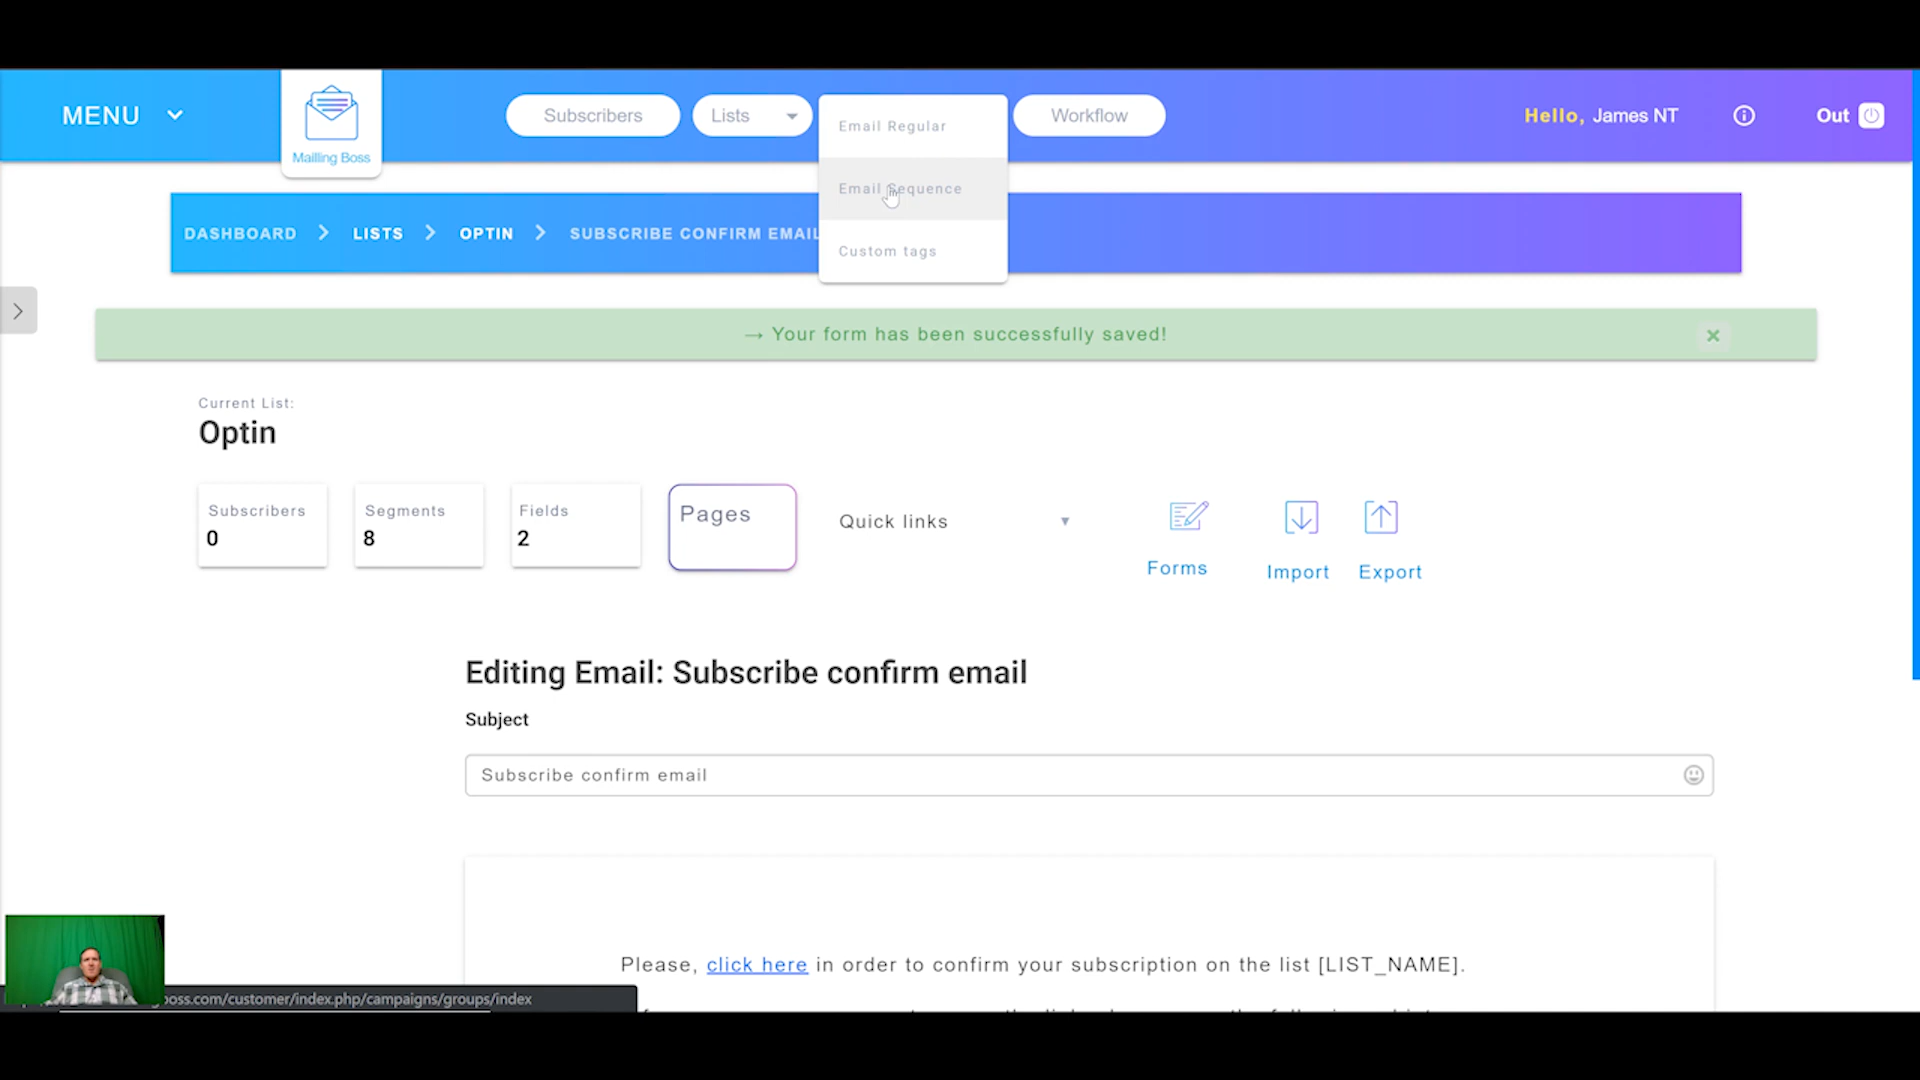 MENU
Mailling Boss
Subscribers
Lists
Email Regular
Email Sequence
Custom tags
Workflow
Hello, James NT
Out
DASHBOARD > LISTS > OPTIN > SUBSCRIBE CONFIRM EMAIL
→ Your form has been successfully saved!
Current List:
Optin
Subscribers
0
Segments
8
Fields
2
Pages
Quick links
Forms
Import
Export
Editing Email: Subscribe confirm email
Subject
Subscribe confirm email
Please, click here in order to confirm your subscription on the list [LIST_NAME].
boss.com/customer/index.php/campaigns/groups/index